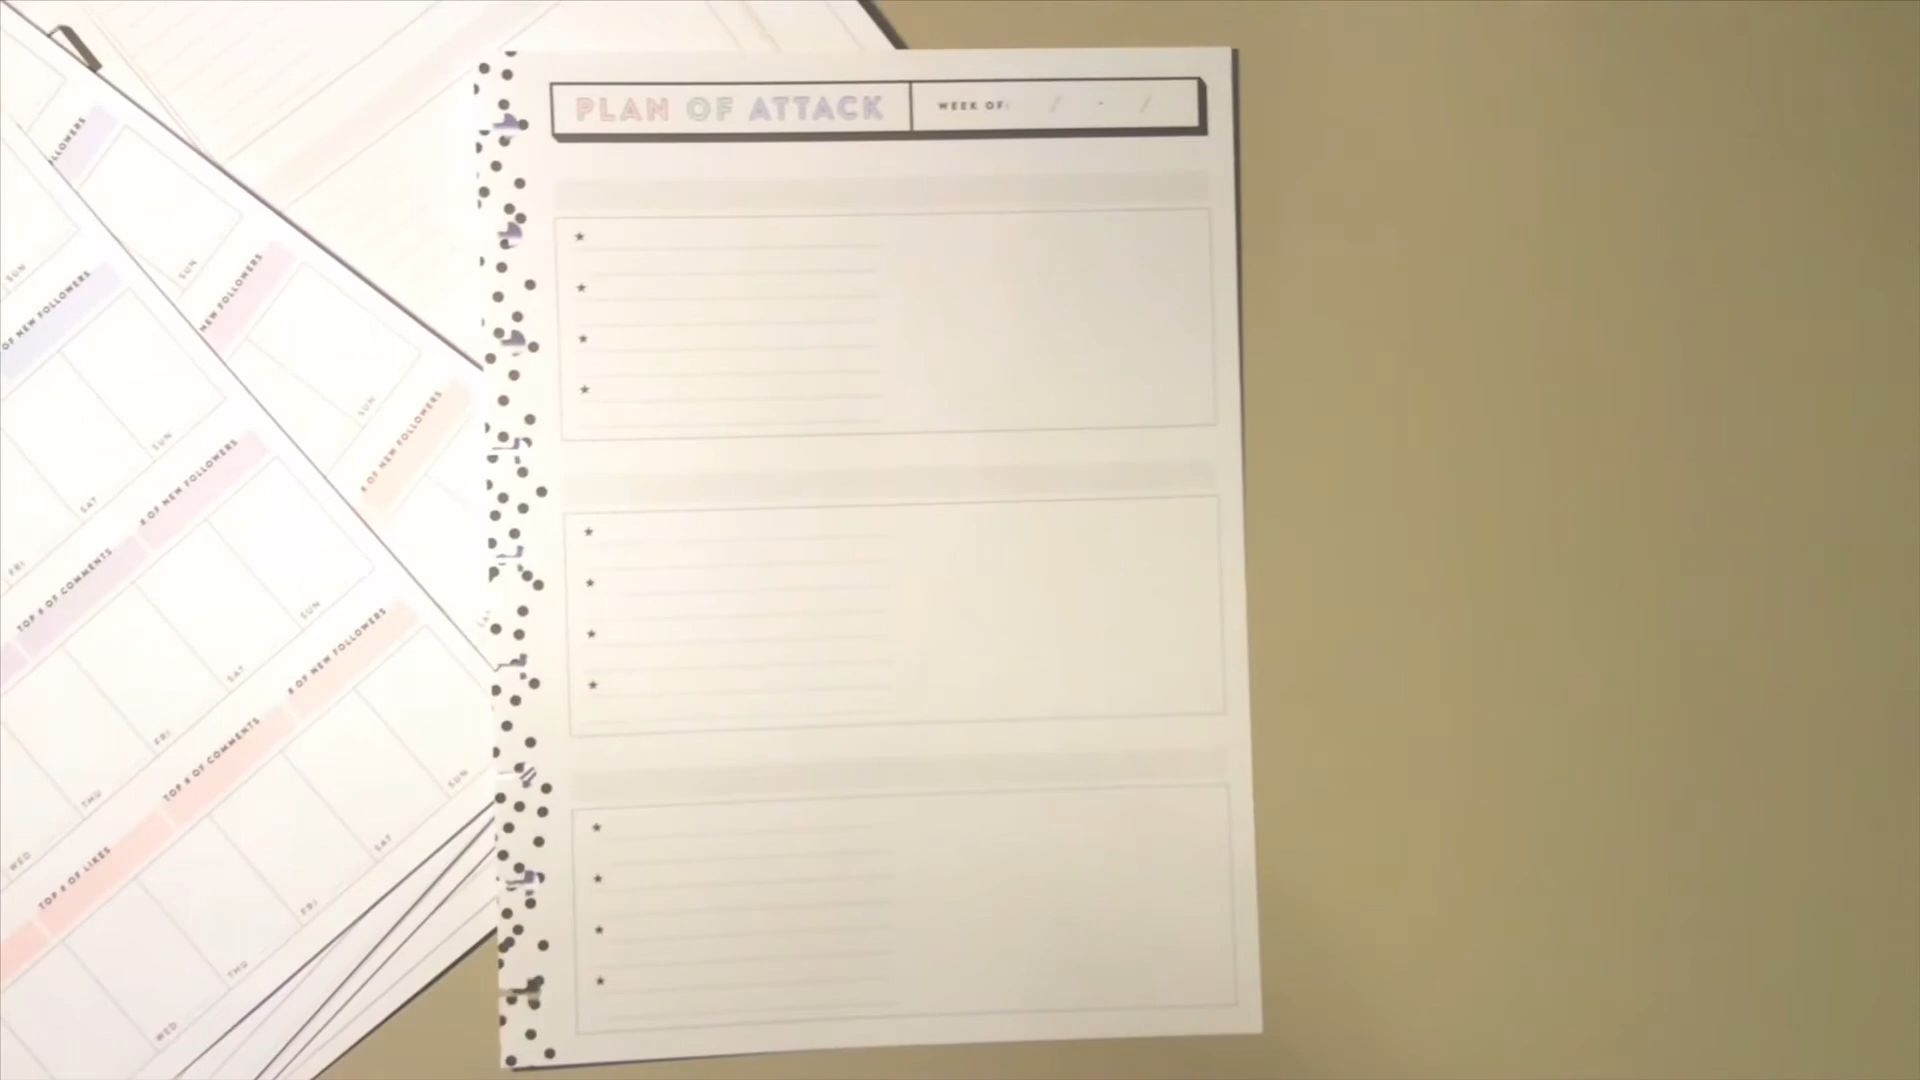 PLAN OF ATTACK
WEEK OF: / - /
LLOWERS
SUN
SUN
NEW FOLLOWERS
SUN
# OF NEW FOLLOWERS
OF NEW FOLLOWERS
SUN
SAT
FRI
# OF NEW FOLLOWERS
TOP # OF COMMENTS
SUN
SAT
FRI
THU
WED
# OF NEW FOLLOWERS
TOP # OF COMMENTS
TOP # OF LIKES
SUN
SAT
FRI
THU
WED